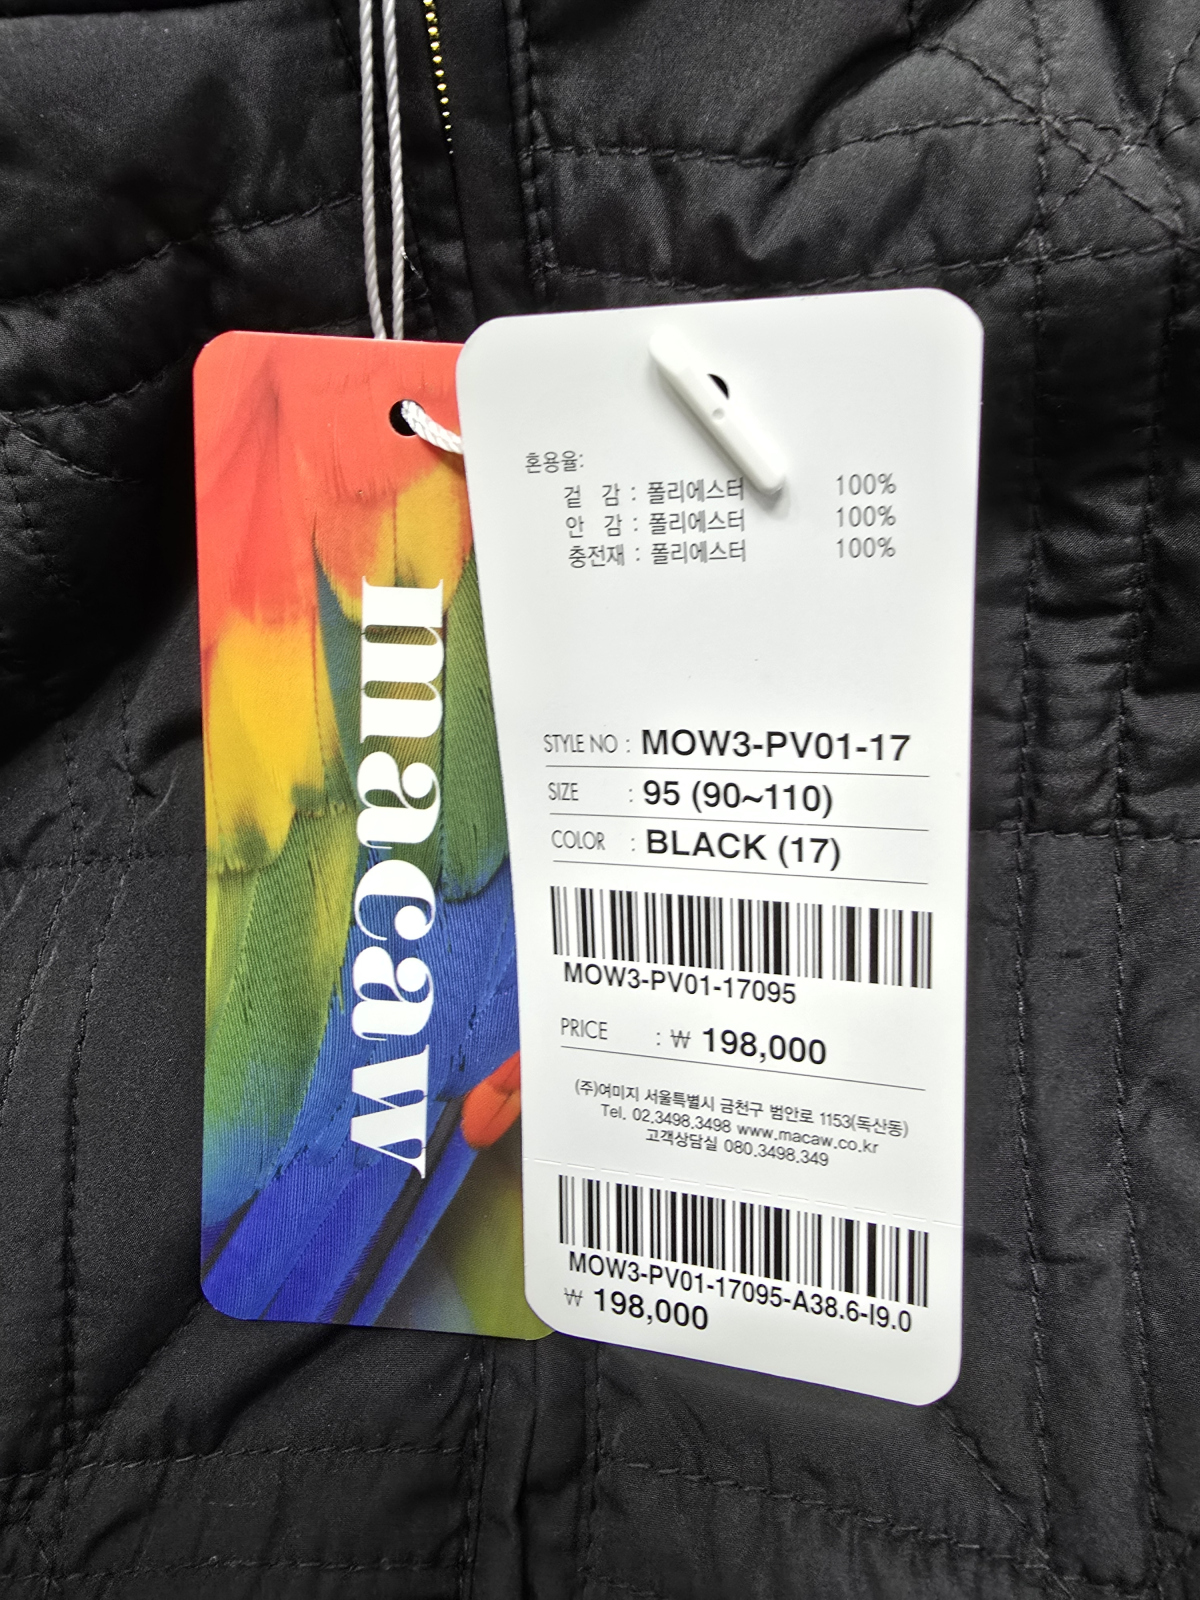 macaw
혼용율:
겉 감 : 폴리에스터 100%
안 감 : 폴리에스터 100%
충전재 : 폴리에스터 100%
STYLE NO : MOW3-PV01-17
SIZE : 95 (90~110)
COLOR : BLACK (17)
MOW3-PV01-17095
PRICE : ₩ 198,000
(주)여미지 서울특별시 금천구 범안로 1153(독산동)
Tel. 02.3498.3498 www.macaw.co.kr
고객상담실 080.3498.349
MOW3-PV01-17095-A38.6-I9.0
₩ 198,000